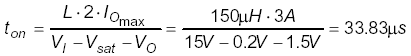 t_on = (L · 2 · I_Omax) / (V_I – V_sat – V_O) = (150μH · 3A) / (15V – 0.2V – 1.5V) = 33.83μs